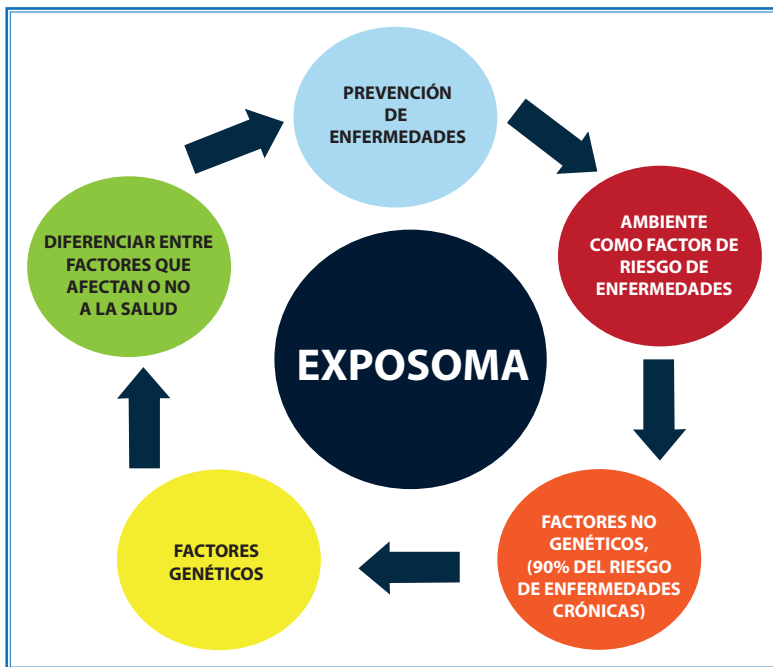 PREVENCIÓN
DE
ENFERMEDADES
AMBIENTE
COMO FACTOR DE
RIESGO DE
ENFERMEDADES
FACTORES NO
GENÉTICOS,
(90% DEL RIESGO
DE ENFERMEDADES
CRÓNICAS)
FACTORES
GENÉTICOS
DIFERENCIAR ENTRE
FACTORES QUE
AFECTAN O NO
A LA SALUD
EXPOSOMA